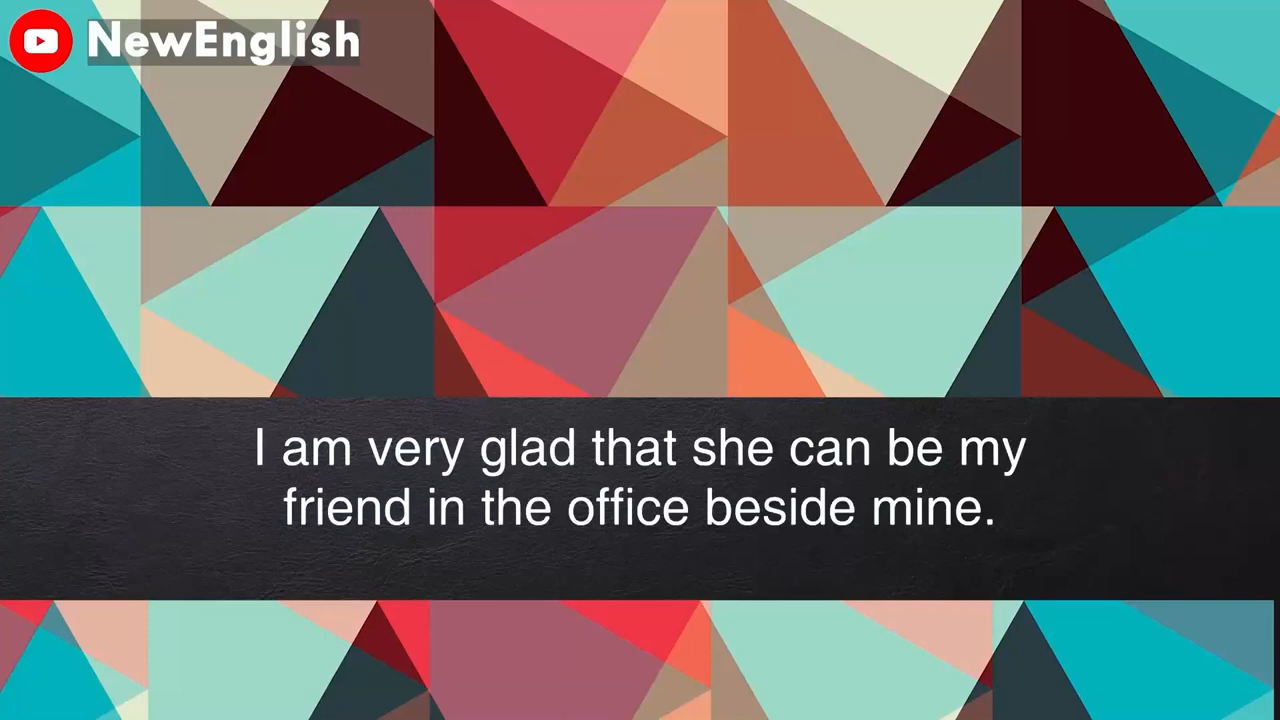 NewEnglish
I am very glad that she can be my
friend in the office beside mine.